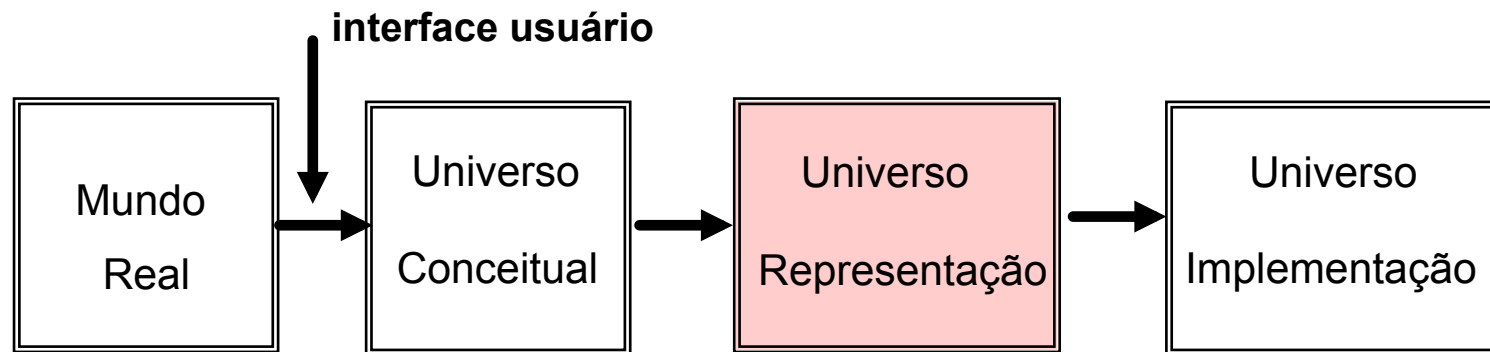 interface usuário
Mundo
Real
Universo
Conceitual
Universo
Representação
Universo
Implementação